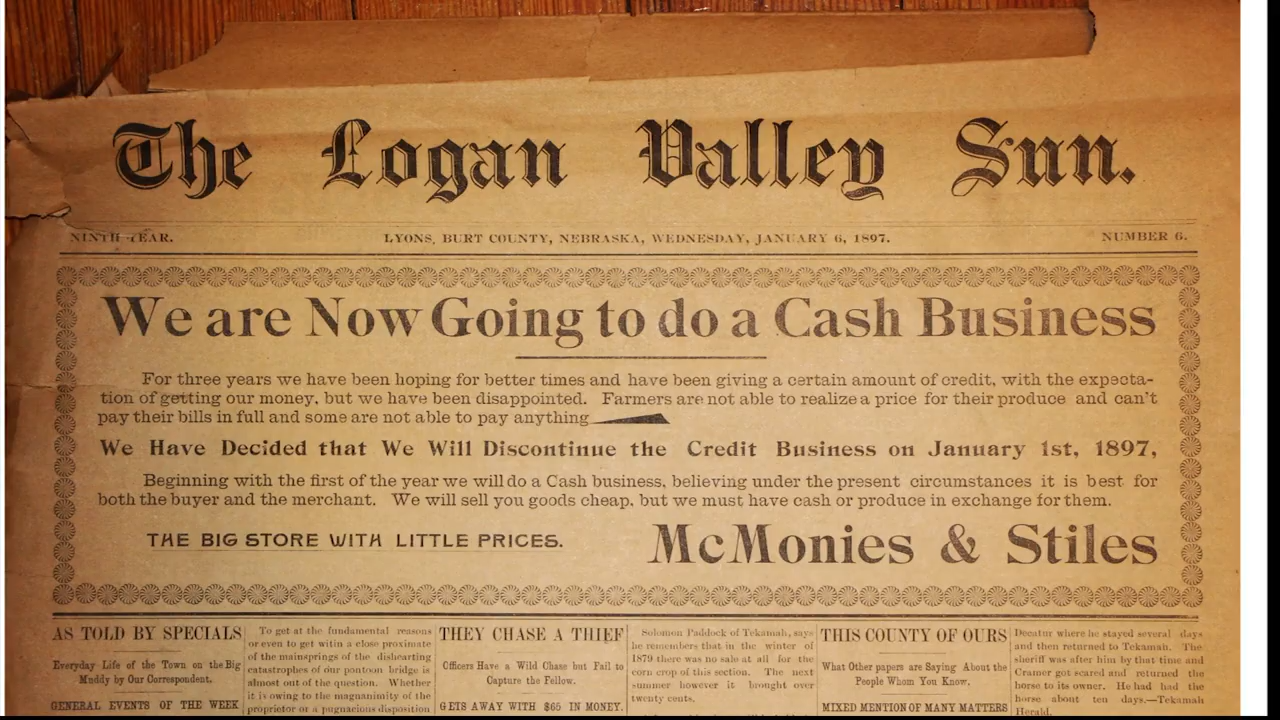 The Logan Valley Sun.
NINTH YEAR.
LYONS, BURT COUNTY, NEBRASKA, WEDNESDAY, JANUARY 6, 1897.
NUMBER 6.
We are Now Going to do a Cash Business
For three years we have been hoping for better times and have been giving a certain amount of credit, with the expecta-
tion of getting our money, but we have been disappointed. Farmers are not able to realize a price for their produce and can't
pay their bills in full and some are not able to pay anything
We Have Decided that We Will Discontinue the Credit Business on January 1st, 1897,
Beginning with the first of the year we will do a Cash business, believing under the present circumstances it is best for
both the buyer and the merchant. We will sell you goods cheap, but we must have cash or produce in exchange for them.
THE BIG STORE WITH LITTLE PRICES.
McMonies & Stiles
AS TOLD BY SPECIALS
Everyday Life of the Town on the Big
Muddy by Our Correspondent.
GENERAL EVENTS OF THE WEEK
To get at the fundamental reasons
or even to get witin a close proximate
of the mainsprings of the dishearting
catastrophes of our pontoon bridge is
almost out of the question. Whether
it is owing to the magnanimity of the
proprietor or a pugnacious disposition
THEY CHASE A THIEF
Officers Have a Wild Chase but Fail to
Capture the Fellow.
GETS AWAY WITH $65 IN MONEY.
Solomon Paddock of Tekamah, says
he remembers that in the winter of
1879 there was no sale at all for the
corn crop of this section. The next
summer however it brought over
twenty cents.
THIS COUNTY OF OURS
What Other papers are Saying About the
People Whom You Know.
MIXED MENTION OF MANY MATTERS
Decatur where he stayed several days
and then returned to Tekamah. The
sheriff was after him by that time and
Cramer got scared and returned the
horse to its owner. He had had the
horse about ten days.—Tekamah
Herald.